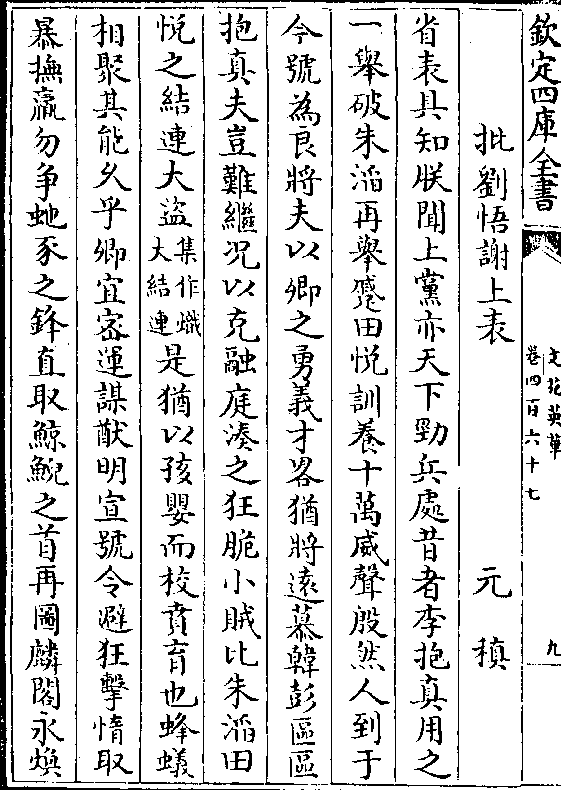 欽定四庫全書
文苑英華
卷四百六十七
九
批劉悟謝上表
元稹
省表具知朕聞上黨亦天下勁兵處昔者李抱真用之
一舉破朱滔再舉蹙田悅訓養十萬威聲殷然人到于
今號為良將夫以卿之勇義才畧猶將遠慕韓彭區區
抱真夫豈難繼况以克融庭湊之狂脆小賊比朱滔田
悅之結連大盜集作熾大結連是猶以孩嬰而校賁育也蜂蟻
相聚其能乆乎卿宜密運謀猷明宣號令避狂擊惰取
暴撫羸勿爭虵豕之鋒直取鯨鯢之首再圖麟閣永煥